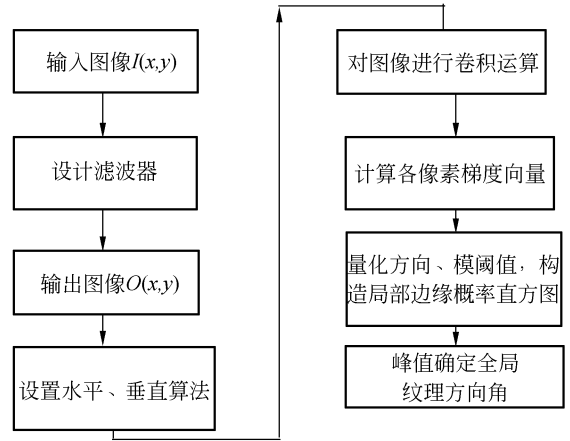 输入图像I(x,y)
设计滤波器
输出图像O(x,y)
设置水平、垂直算法
对图像进行卷积运算
计算各像素梯度向量
量化方向、模阈值，构
造局部边缘概率直方图
峰值确定全局
纹理方向角